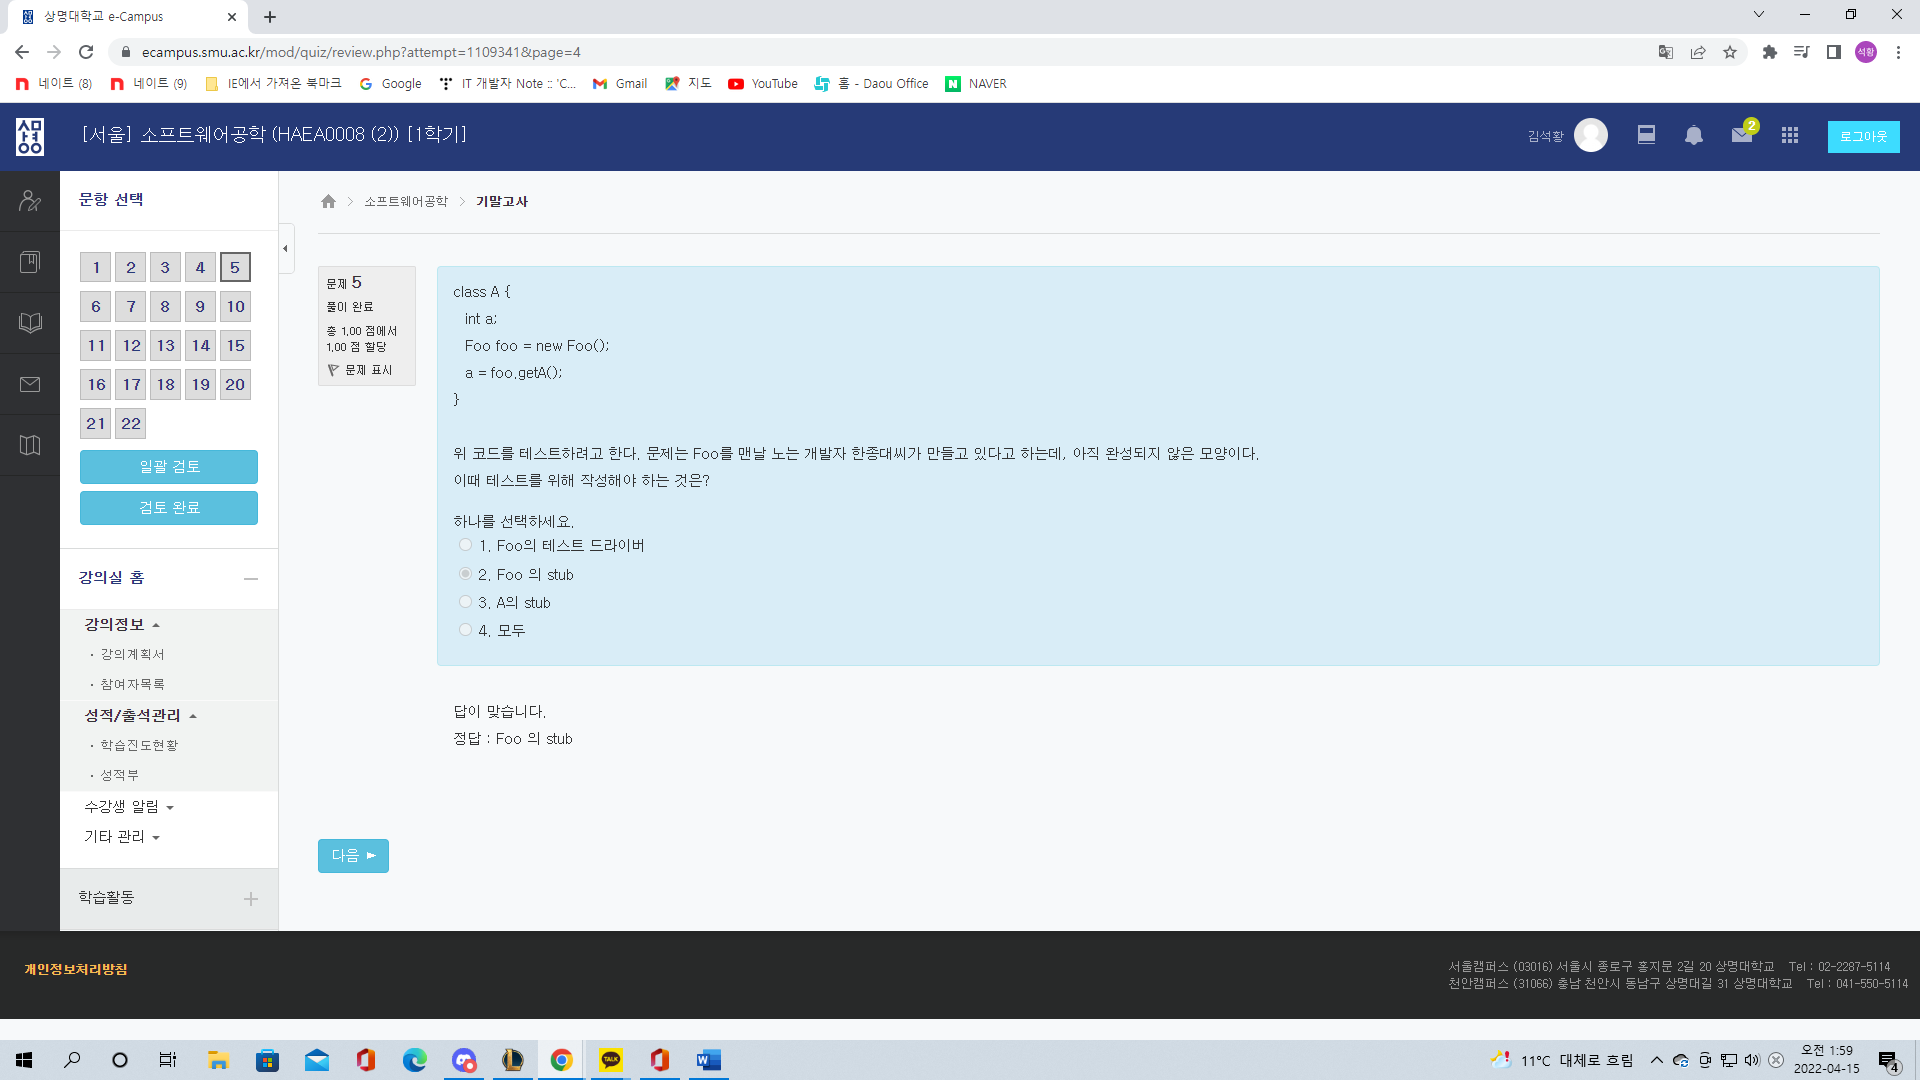 상명대학교 e-Campus
ecampus.smu.ac.kr/mod/quiz/review.php?attempt=1109341&page=4
석황
네이트 (8)
네이트 (9)
IE에서 가져온 북마크
Google
IT 개발자 Note :: 'C...
Gmail
지도
YouTube
홈 - Daou Office
NAVER
[서울] 소프트웨어공학 (HAEA0008 (2)) [1학기]
김석황
2
로그아웃
문항 선택
1 2 3 4 5
6 7 8 9 10
11 12 13 14 15
16 17 18 19 20
21 22
일괄 검토
검토 완료
강의실 홈
강의정보
· 강의계획서
· 참여자목록
성적/출석관리
· 학습진도현황
· 성적부
수강생 알림
기타 관리
학습활동
소프트웨어공학 > 기말고사
문제 5
풀이 완료
총 1.00 점에서
1.00 점 할당
문제 표시
class A {
int a;
Foo foo = new Foo();
a = foo.getA();
}
위 코드를 테스트하려고 한다. 문제는 Foo를 맨날 노는 개발자 한종대씨가 만들고 있다고 하는데, 아직 완성되지 않은 모양이다.
이때 테스트를 위해 작성해야 하는 것은?
하나를 선택하세요.
1. Foo의 테스트 드라이버
2. Foo 의 stub
3. A의 stub
4. 모두
답이 맞습니다.
정답 : Foo 의 stub
다음 ►
개인정보처리방침
서울캠퍼스 (03016) 서울시 종로구 홍지문 2길 20 상명대학교 Tel : 02-2287-5114
천안캠퍼스 (31066) 충남 천안시 동남구 상명대길 31 상명대학교 Tel : 041-550-5114
TALK
11°C 대체로 흐림
오전 1:59
2022-04-15
4